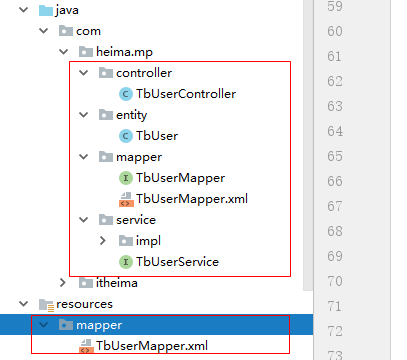 java
com
heima.mp
controller
TbUserController
entity
TbUser
mapper
TbUserMapper
TbUserMapper.xml
service
impl
TbUserService
itheima
resources
mapper
TbUserMapper.xml
59
60
61
62
63
64
65
66
67
68
69
70
71
72
73